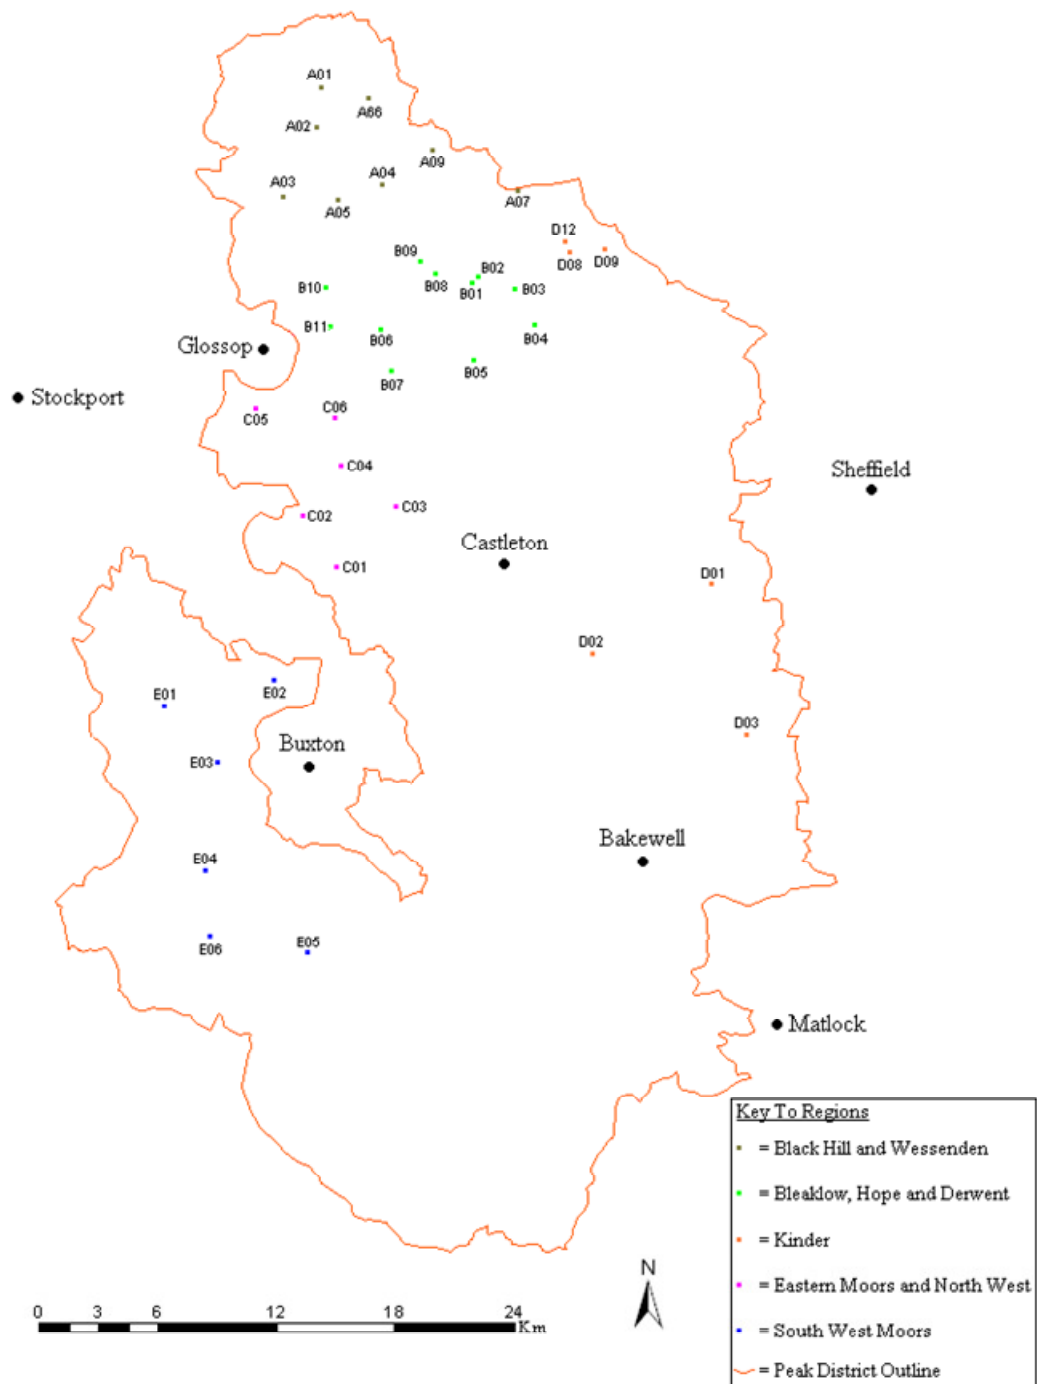 A01
A66
A02
A09
A04
A03
A05
A07
D12
D08
D09
B09
B02
B08
B01
B03
B10
B11
B06
B04
Glossop
B05
B07
Stockport
C05
C06
C04
Sheffield
C03
C02
Castleton
C01
D01
D02
E02
E01
D03
Buxton
E03
Bakewell
E04
E06
E05
Matlock
Key To Regions
= Black Hill and Wessenden
= Bleaklow, Hope and Derwent
= Kinder
= Eastern Moors and North West
= South West Moors
= Peak District Outline
N
0 3 6 12 18 24
Km